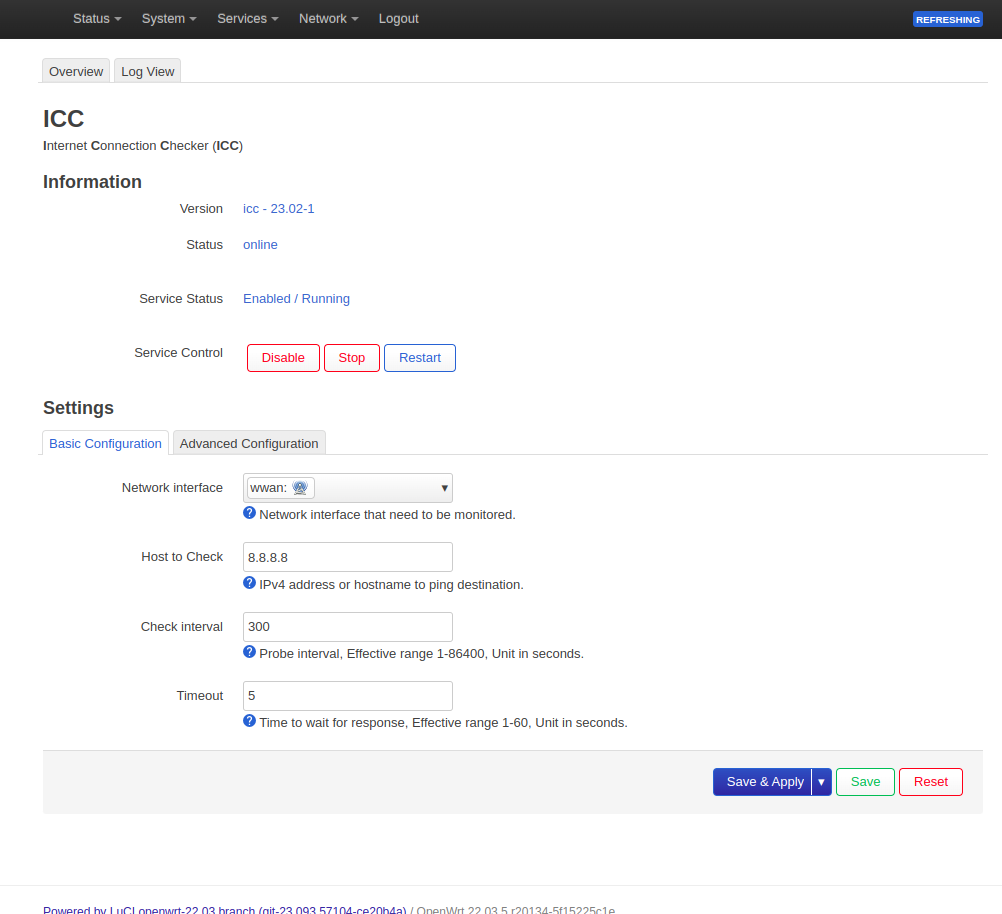 Status System Services Network Logout REFRESHING
Overview Log View
ICC
Internet Connection Checker (ICC)
Information
Version icc - 23.02-1
Status online
Service Status Enabled / Running
Service Control Disable Stop Restart
Settings
Basic Configuration Advanced Configuration
Network interface wwan:
Network interface that need to be monitored.
Host to Check 8.8.8.8
IPv4 address or hostname to ping destination.
Check interval 300
Probe interval, Effective range 1-86400, Unit in seconds.
Timeout 5
Time to wait for response, Effective range 1-60, Unit in seconds.
Save & Apply Save Reset
Powered by LuCI openwrt-22.03 branch (git-23.093.57104-ce20b4a) / OpenWrt 22.03.5 r20134-5f15225c1e